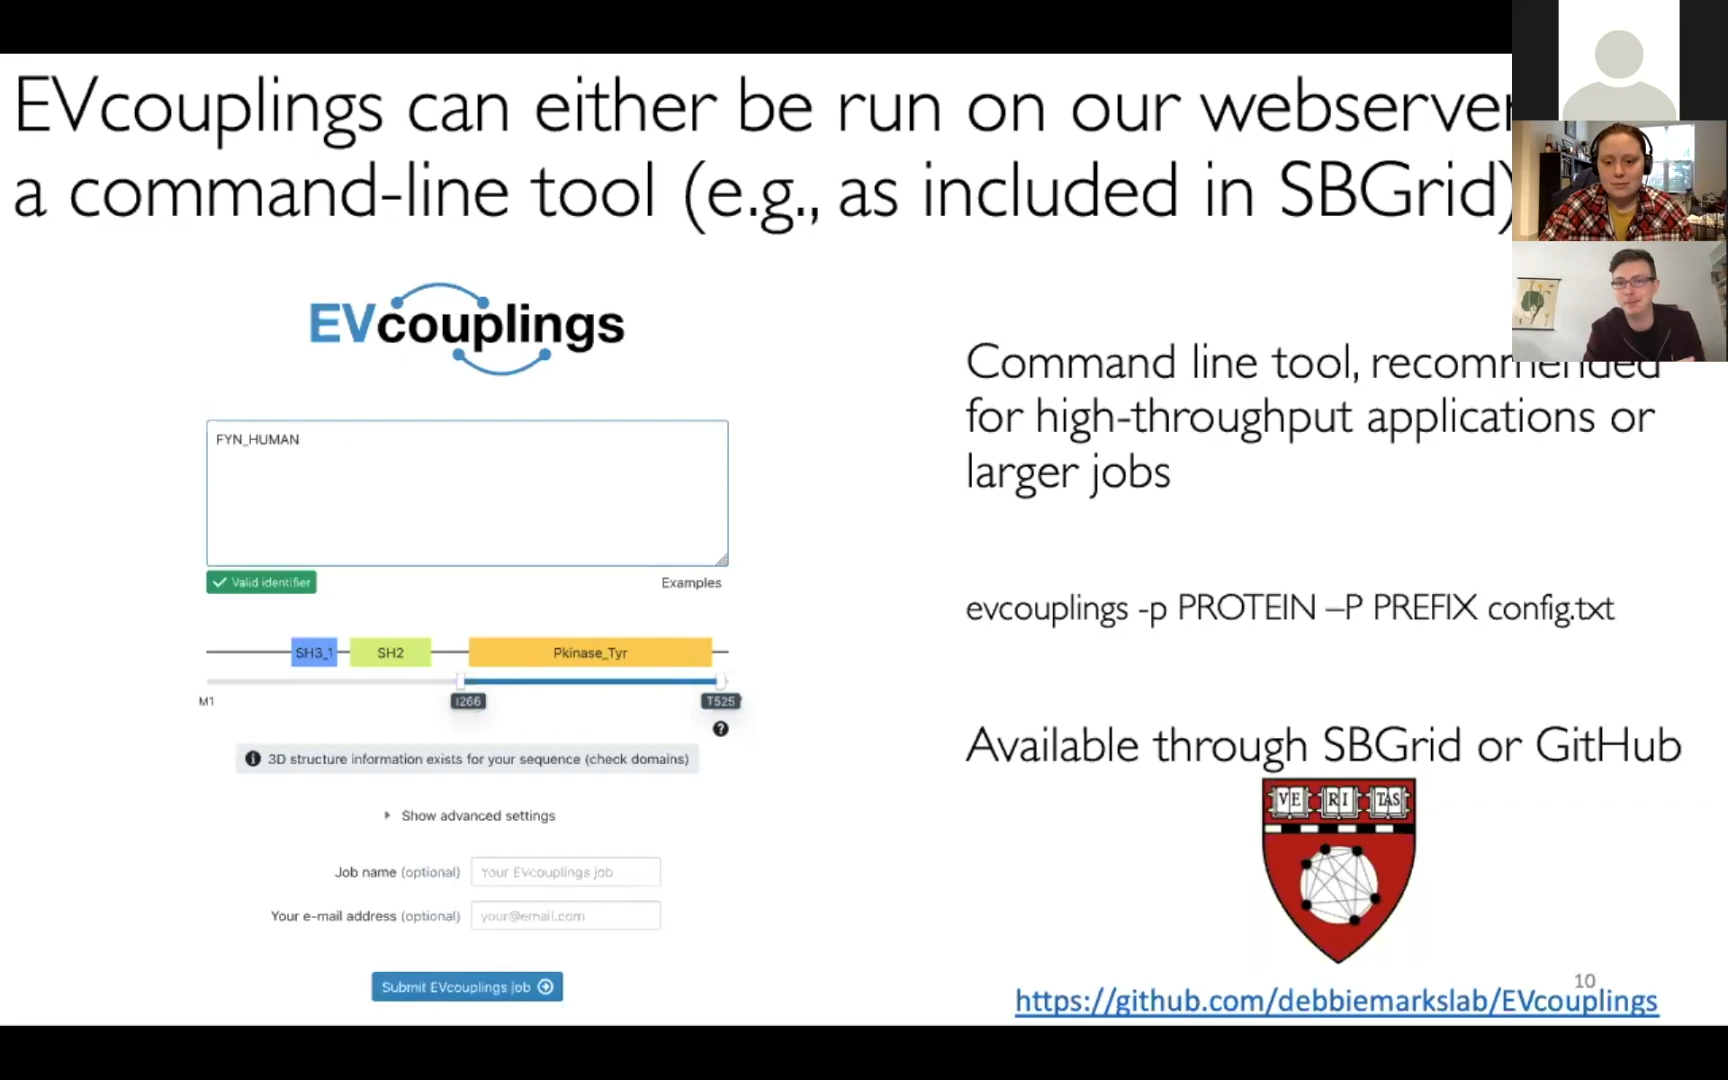 EVcouplings can either be run on our webserver
a command-line tool (e.g., as included in SBGrid)
EVcouplings
FYN_HUMAN
Valid identifier
Examples
SH3_1
SH2
Pkinase_Tyr
M1
I266
T525
?
3D structure information exists for your sequence (check domains)
Show advanced settings
Job name (optional)
Your EVcouplings job
Your e-mail address (optional)
your@email.com
Submit EVcouplings job
Command line tool, recommended
for high-throughput applications or
larger jobs
evcouplings -p PROTEIN –P PREFIX config.txt
Available through SBGrid or GitHub
VE RI TAS
10
https://github.com/debbiemarkslab/EVcouplings